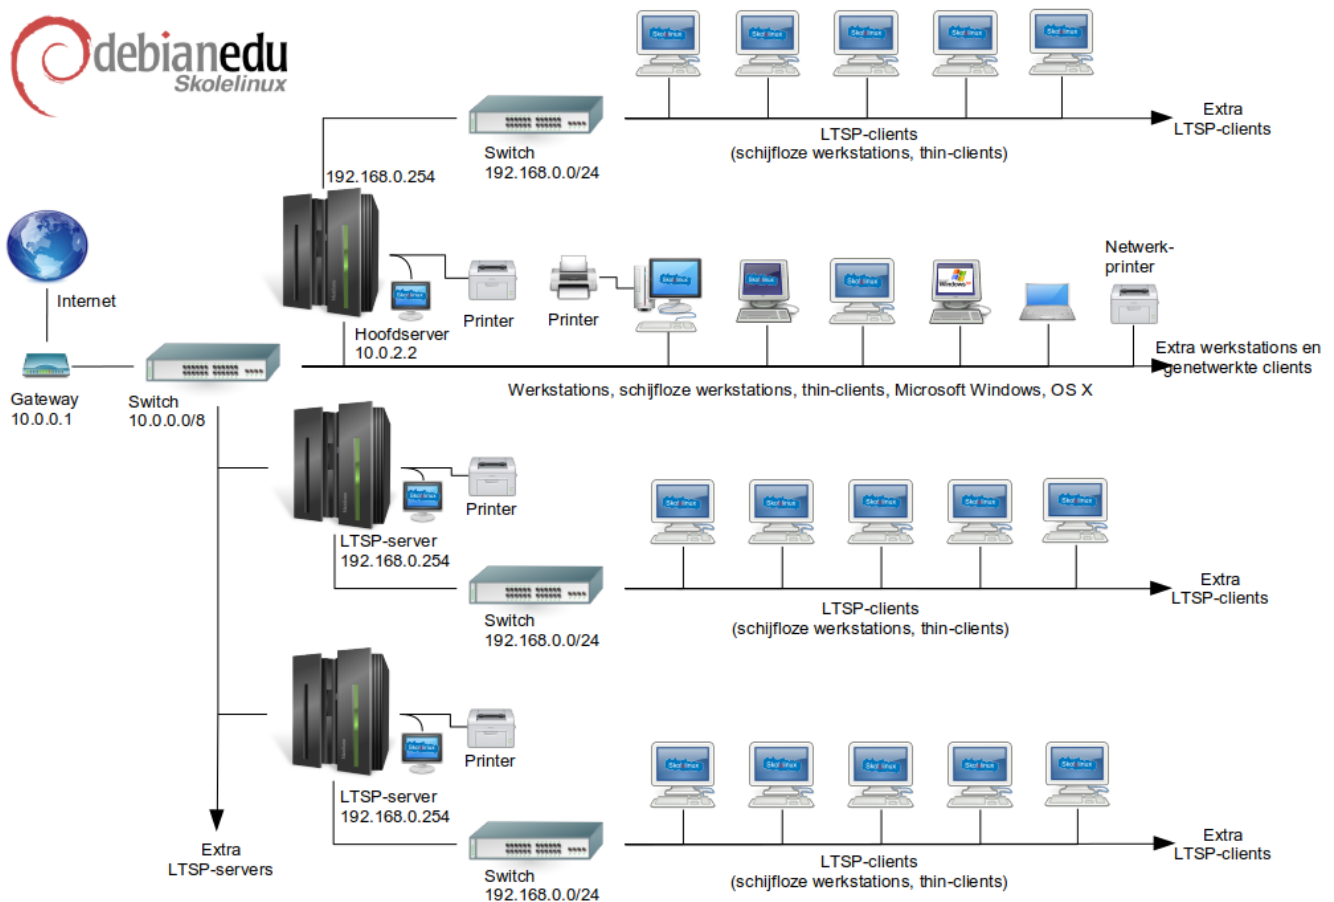 debianedu
Skolelinux
Switch
192.168.0.0/24
LTSP-clients
(schijfloze werkstations, thin-clients)
Extra
LTSP-clients
192.168.0.254
Internet
Hoofdserver
10.0.2.2
Printer
Printer
Netwerk-
printer
Windows
Gateway
10.0.0.1
Switch
10.0.0.0/8
Extra werkstations en
genetwerkte clients
Werkstations, schijfloze werkstations, thin-clients, Microsoft Windows, OS X
Printer
LTSP-server
192.168.0.254
Switch
192.168.0.0/24
LTSP-clients
(schijfloze werkstations, thin-clients)
Extra
LTSP-clients
Printer
LTSP-server
192.168.0.254
Switch
192.168.0.0/24
LTSP-clients
(schijfloze werkstations, thin-clients)
Extra
LTSP-clients
Extra
LTSP-servers